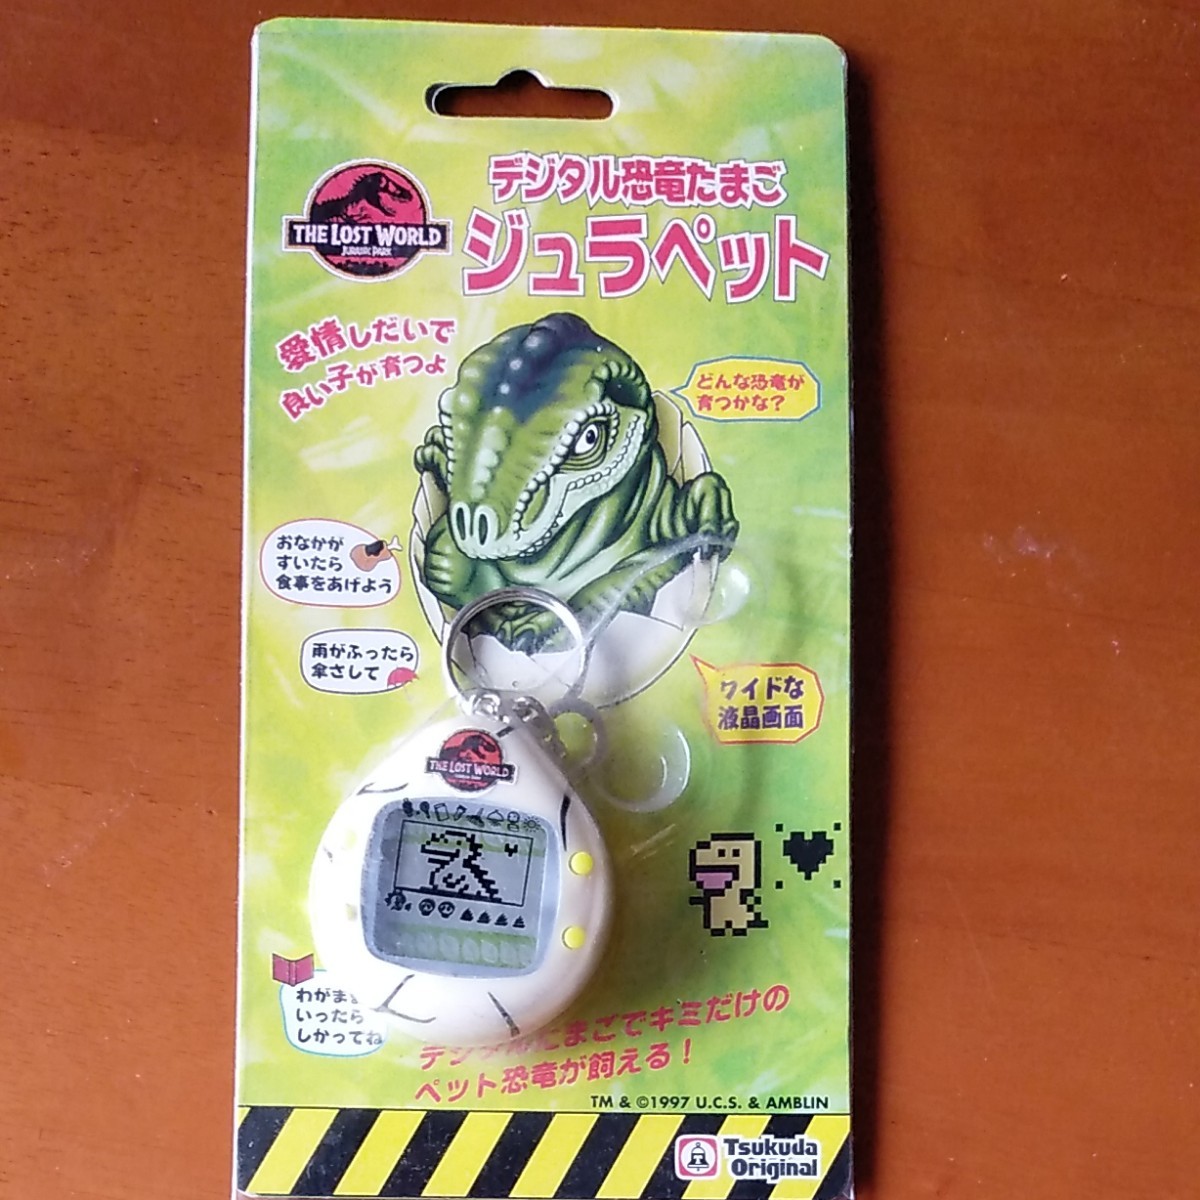 デジタル恐竜たまご
ジュラペット
THE LOST WORLD
JURASSIC PARK
愛情しだいで
良い子が育つよ
どんな恐竜が
育つかな?
おなかが
すいたら
食事をあげよう
雨がふったら
傘さして
ワイドな
液晶画面
THE LOST WORLD
わがま
いったら
しかってね
デジタルたまごでキミだけの
ペット恐竜が飼える!
TM & ©1997 U.C.S. & AMBLIN
Tsukuda
Original